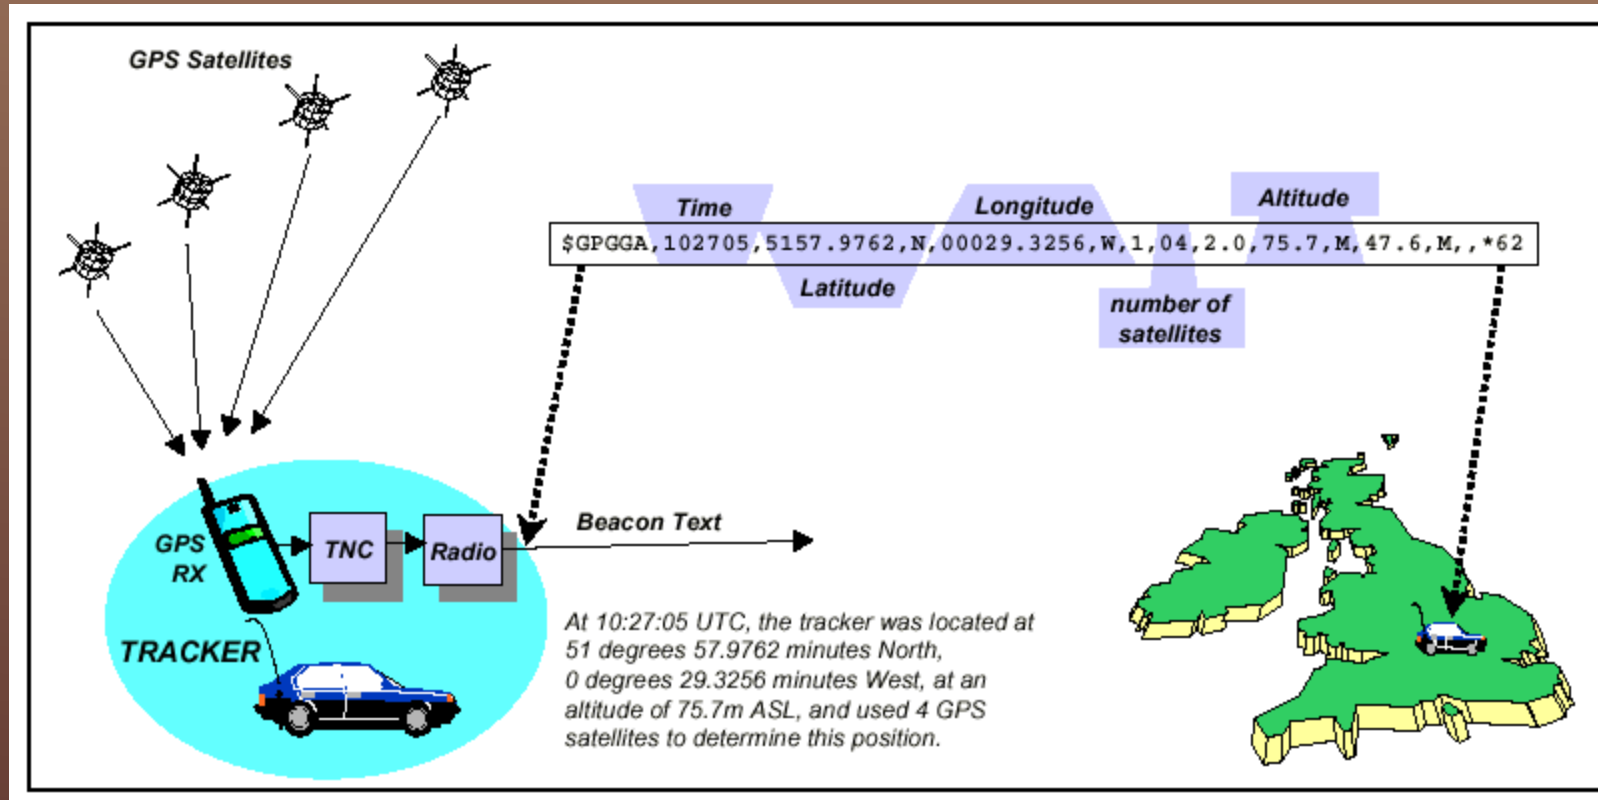 GPS Satellites
Time
Longitude
Altitude
$GPGGA,102705,5157.9762,N,00029.3256,W,1,04,2.0,75.7,M,47.6,M,,*62
Latitude
number of
satellites
GPS
RX
TNC
Radio
Beacon Text
TRACKER
At 10:27:05 UTC, the tracker was located at
51 degrees 57.9762 minutes North,
0 degrees 29.3256 minutes West, at an
altitude of 75.7m ASL, and used 4 GPS
satellites to determine this position.